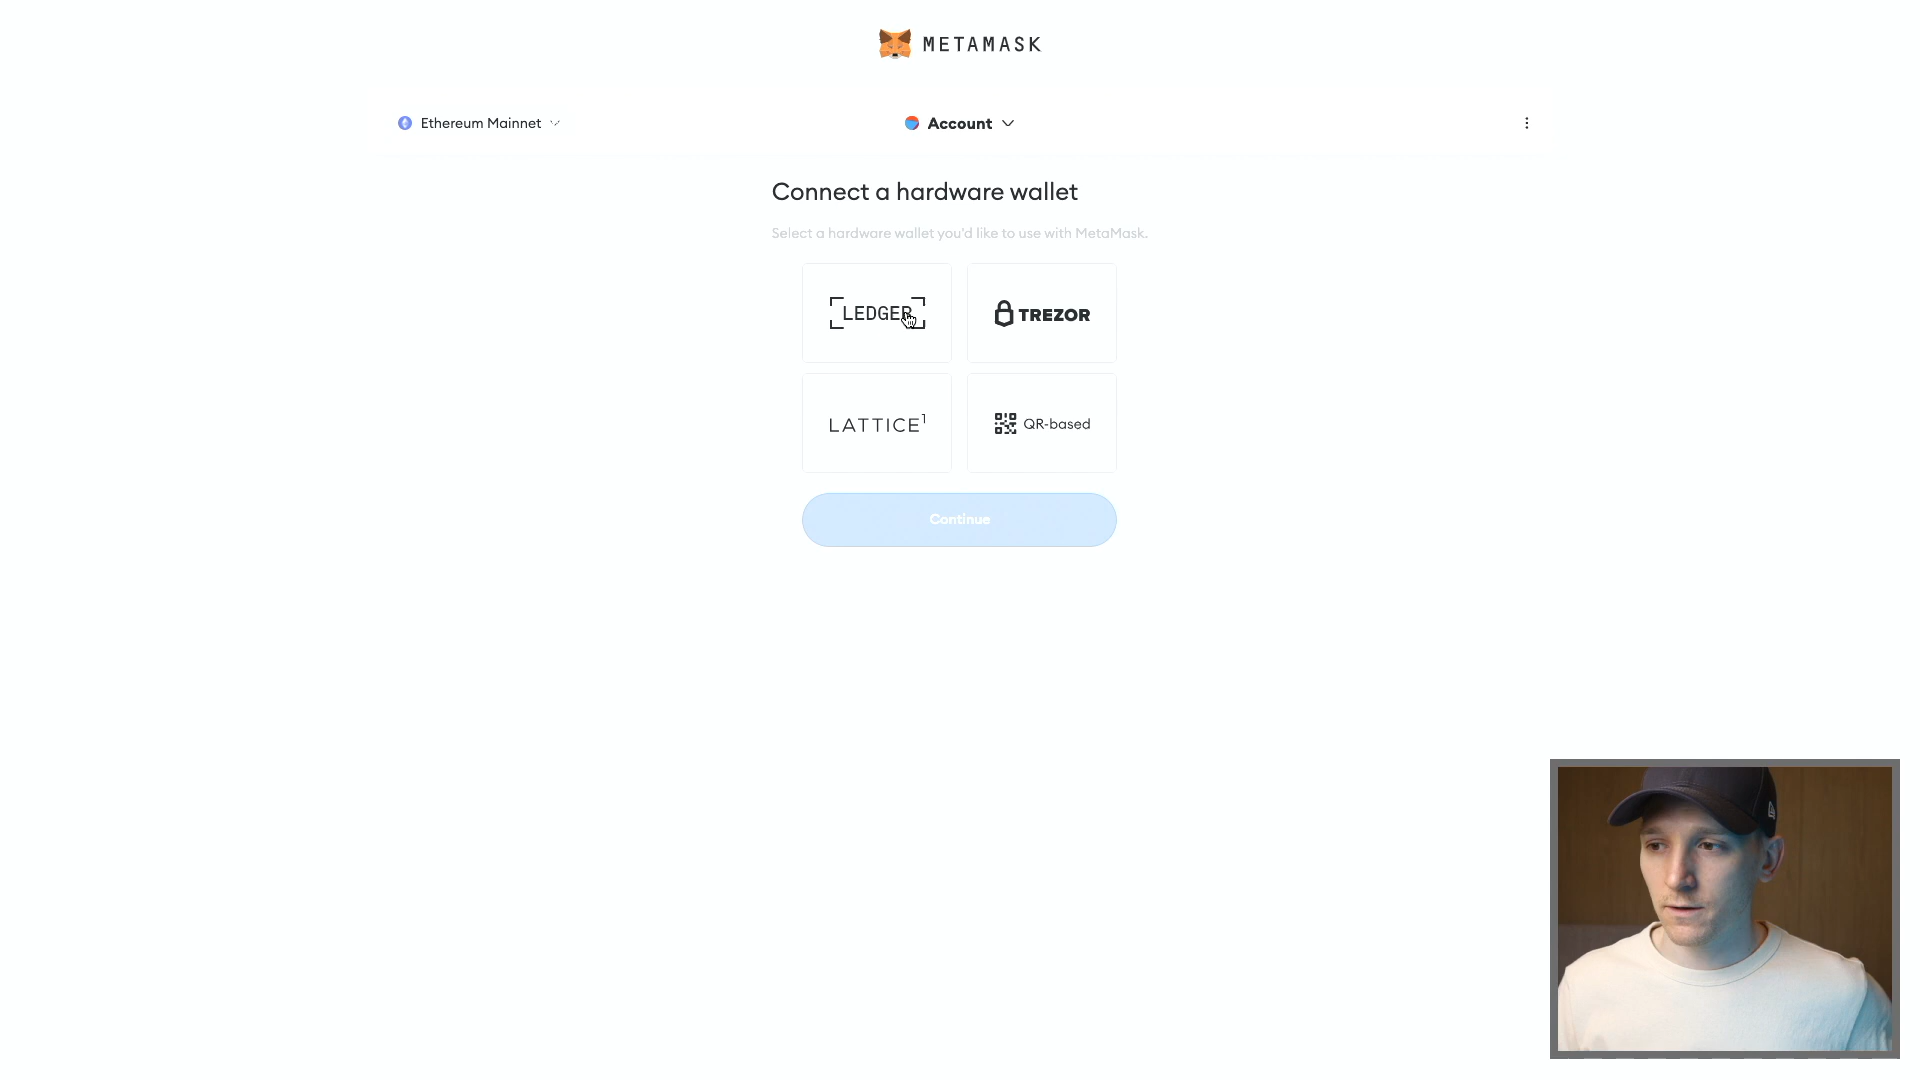 METAMASK
Ethereum Mainnet
Account
Connect a hardware wallet
Select a hardware wallet you'd like to use with MetaMask.
LEDGER
TREZOR
LATTICE1
QR-based
Continue